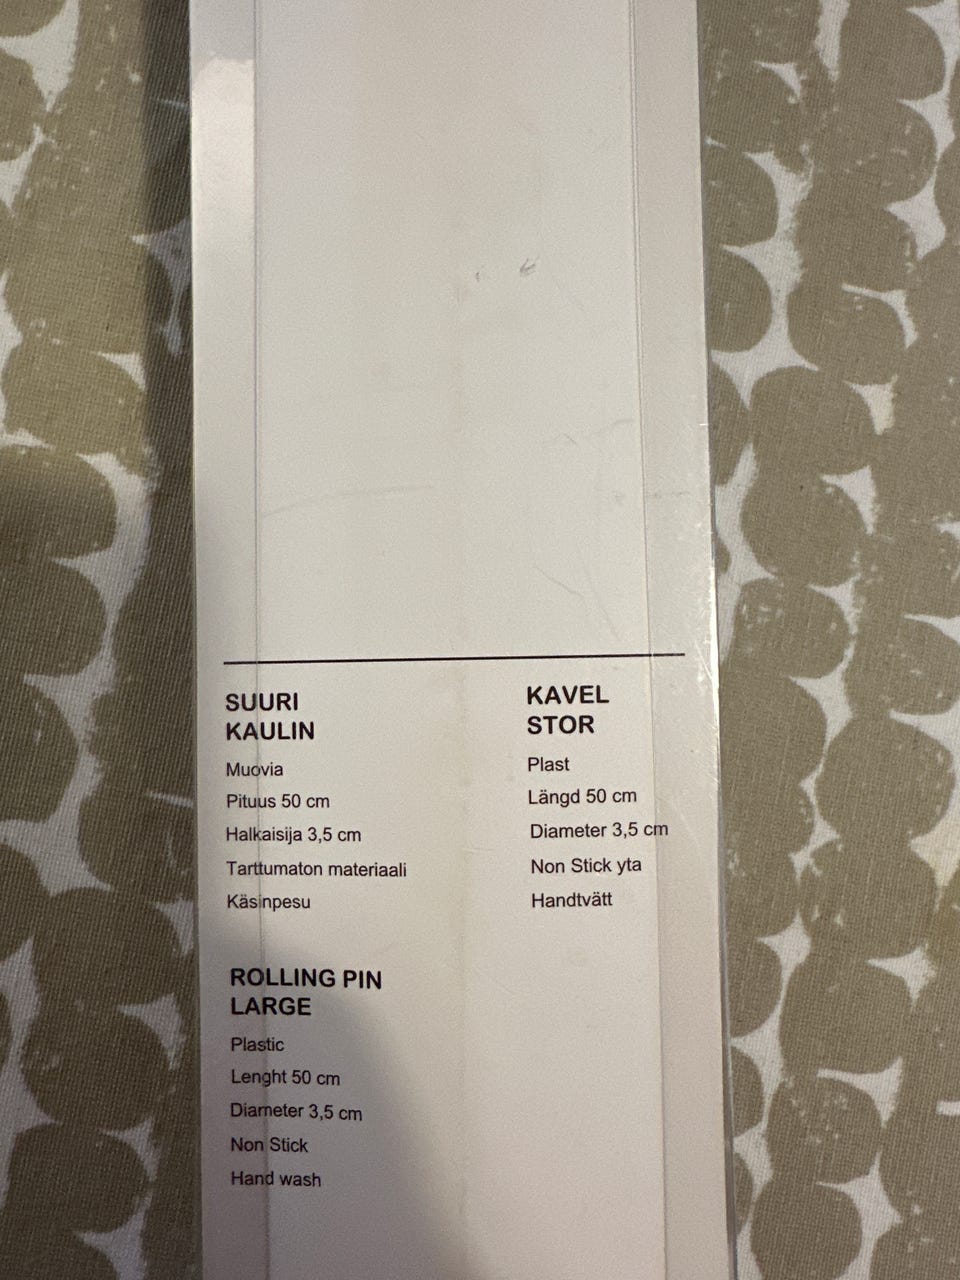 SUURI
KAULIN
Muovia
Pituus 50 cm
Halkaisija 3,5 cm
Tarttumaton materiaali
Käsinpesu
KAVEL
STOR
Plast
Längd 50 cm
Diameter 3,5 cm
Non Stick yta
Handtvätt
ROLLING PIN
LARGE
Plastic
Lenght 50 cm
Diameter 3,5 cm
Non Stick
Hand wash